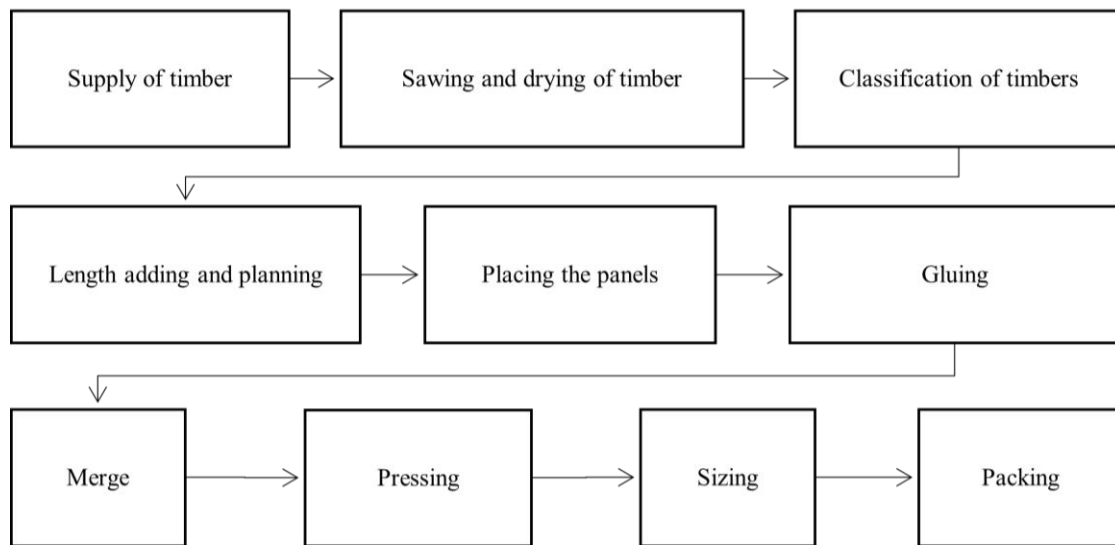 Supply of timber
Sawing and drying of timber
Classification of timbers
Length adding and planning
Placing the panels
Gluing
Merge
Pressing
Sizing
Packing